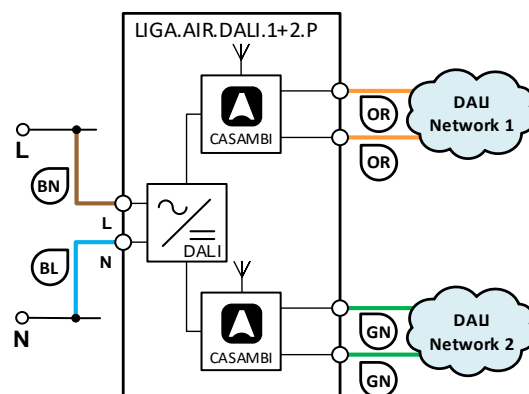 LIGA.AIR.DALI.1+2.P
CASAMBI
OR
OR
DALI
Network 1
L
BN
L
DALI
BL
N
N
CASAMBI
GN
GN
DALI
Network 2